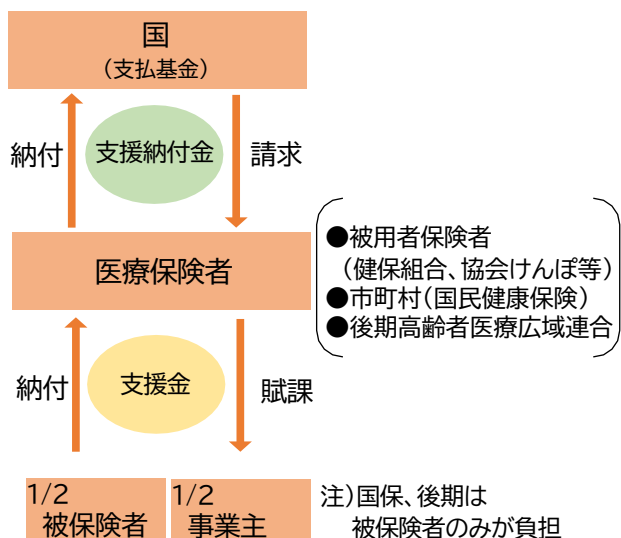 国
(支払基金)
納付
支援納付金
請求
医療保険者
●被用者保険者
(健保組合、協会けんぽ等)
●市町村(国民健康保険)
●後期高齢者医療広域連合
納付
支援金
賦課
1/2
被保険者
1/2
事業主
注)国保、後期は
被保険者のみが負担